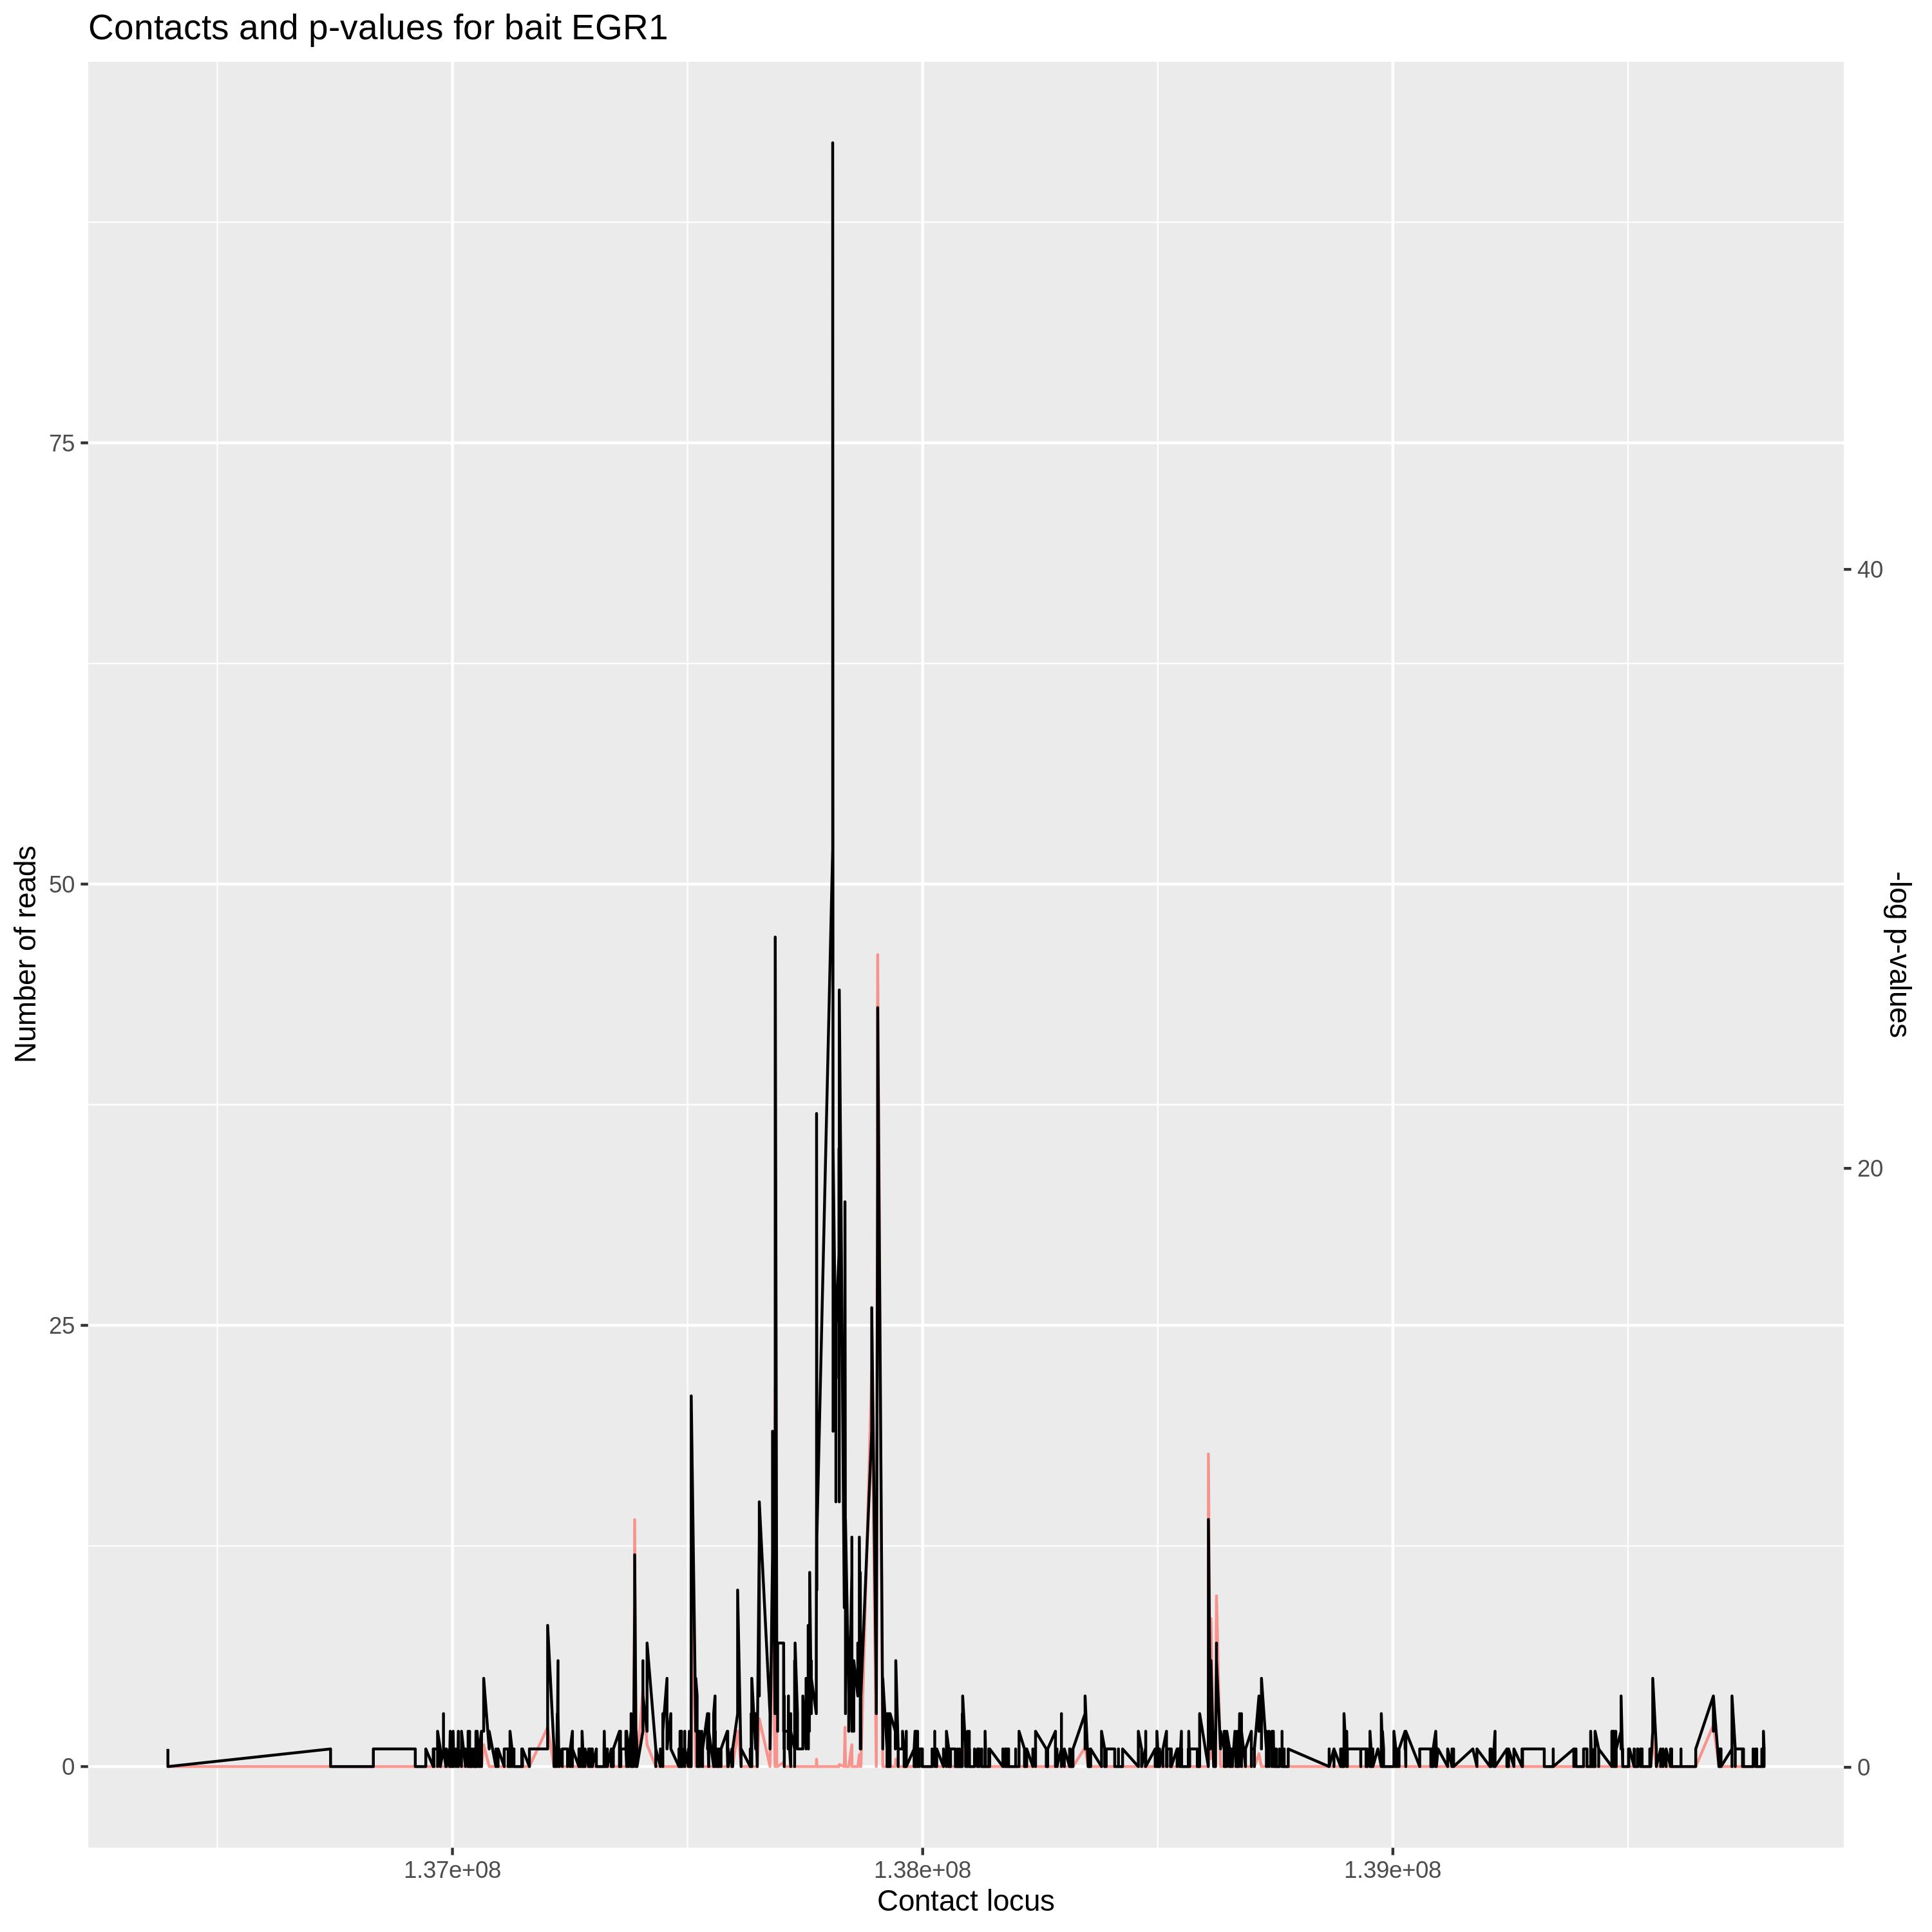 Contacts and p-values for bait EGR1
Number of reads
75
50
25
0
-log p-values
40
20
0
1.37e+08
1.38e+08
1.39e+08
Contact locus